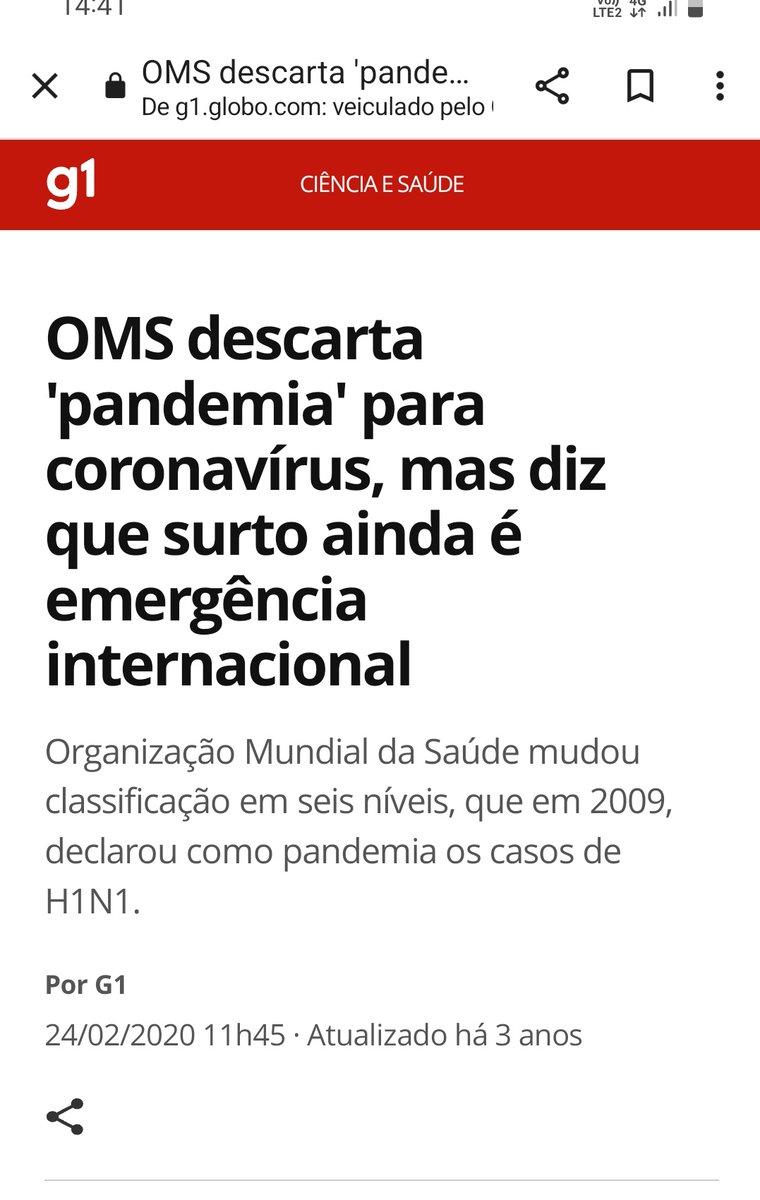 14:41
LTE2 4G
OMS descarta 'pande...
De g1.globo.com: veiculado pelo
g1
CIÊNCIA E SAÚDE
OMS descarta
'pandemia' para
coronavírus, mas diz
que surto ainda é
emergência
internacional
Organização Mundial da Saúde mudou
classificação em seis níveis, que em 2009,
declarou como pandemia os casos de
H1N1.
Por G1
24/02/2020 11h45 · Atualizado há 3 anos